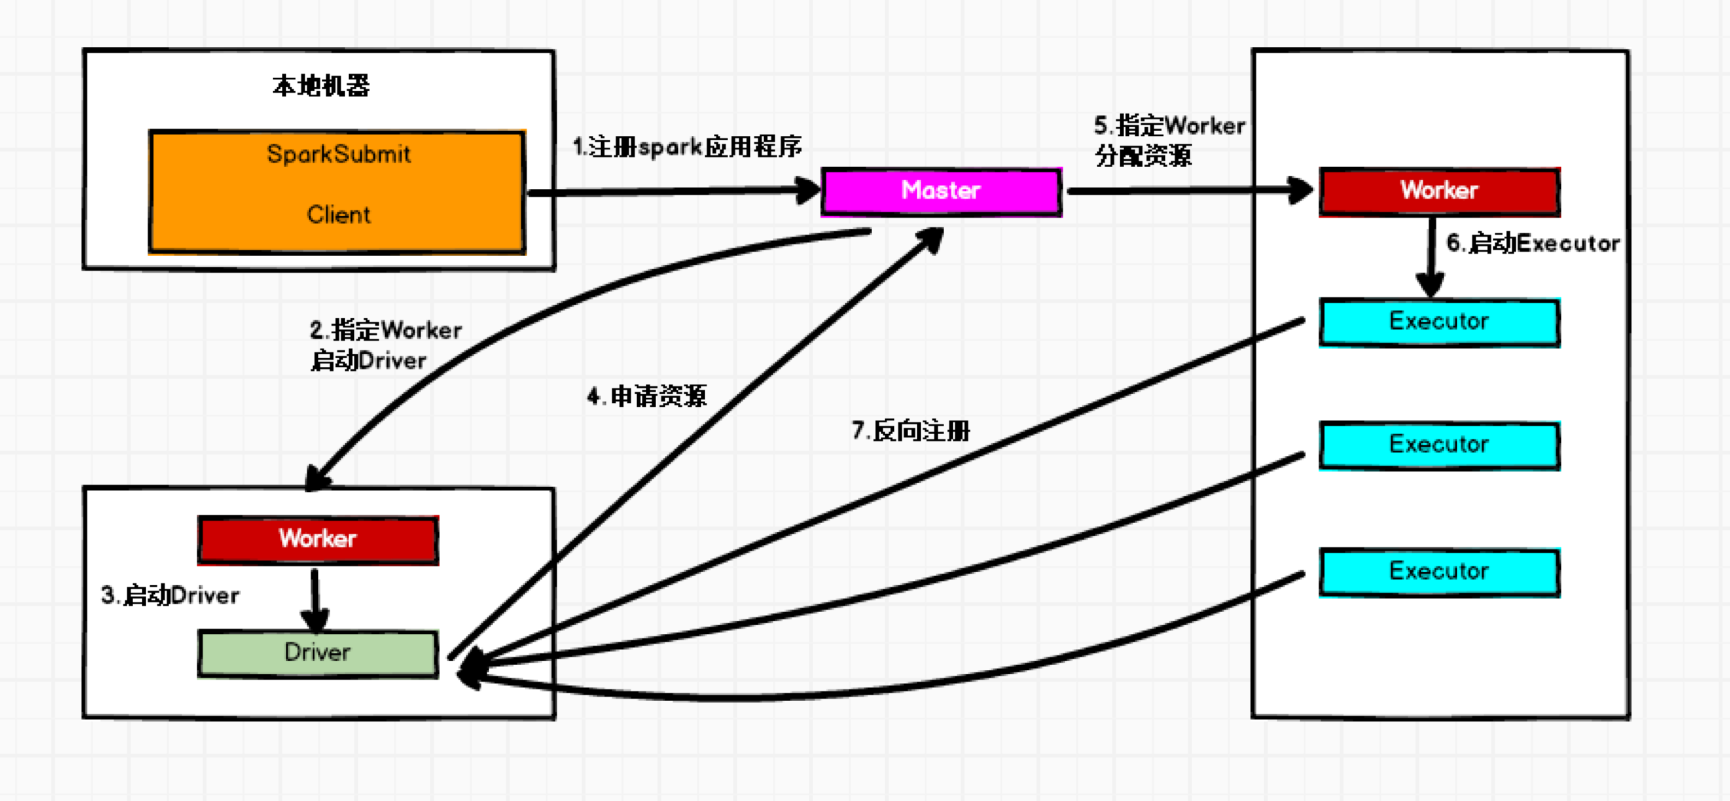 本地机器
SparkSubmit
Client
1.注册spark应用程序
Master
5.指定Worker
分配资源
Worker
6.启动Executor
Executor
2.指定Worker
启动Driver
4.申请资源
7.反向注册
Executor
Worker
3.启动Driver
Executor
Driver